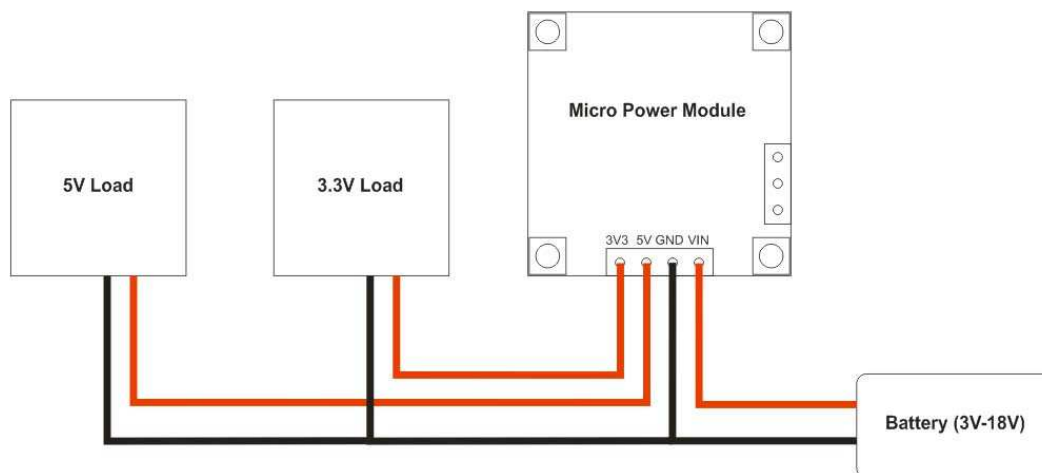 Micro Power Module
5V Load
3.3V Load
3V3 5V GND VIN
Battery (3V-18V)